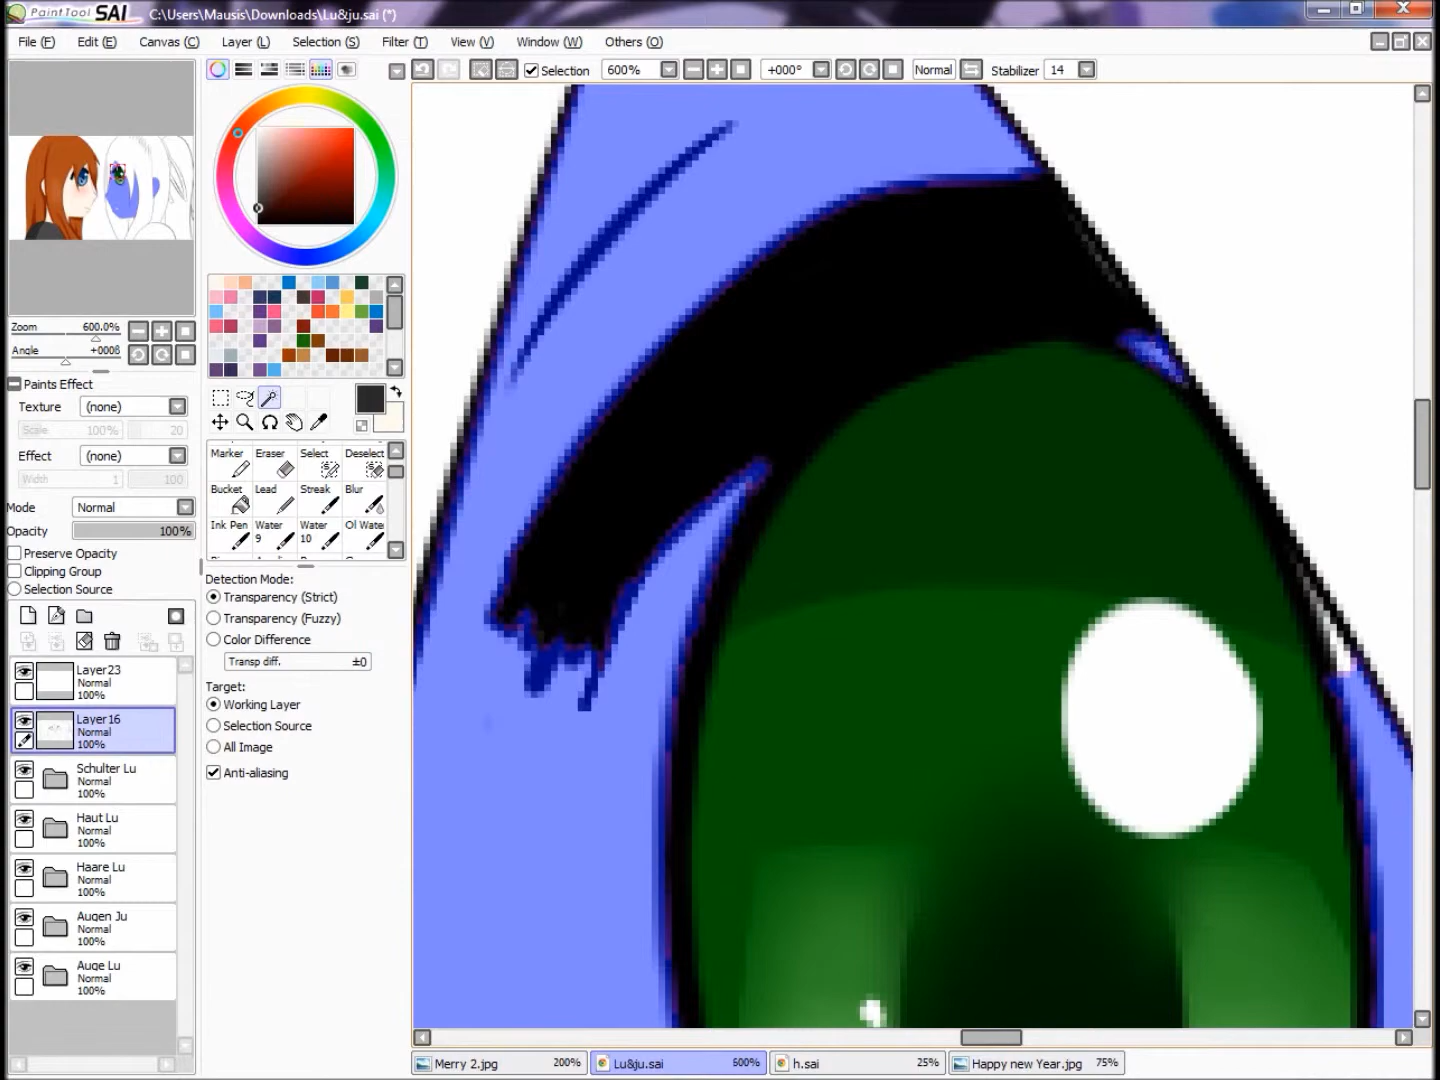 PaintTool SAI C:\Users\Mausis\Downloads\Lu&ju.sai (*)
File (F) Edit (E) Canvas (C) Layer (L) Selection (S) Filter (T) View (V) Window (W) Others (O)
Selection 600% +000° Normal Stabilizer 14
Zoom 600.0%
Angle +000ß
Paints Effect
Texture (none)
Scale 100% 20
Effect (none)
Width 1 100
Mode Normal
Opacity 100%
Preserve Opacity
Clipping Group
Selection Source
Layer23
Normal
100%
Layer16
Normal
100%
Schulter Lu
Normal
100%
Haut Lu
Normal
100%
Haare Lu
Normal
100%
Augen Ju
Normal
100%
Auge Lu
Normal
100%
Marker Eraser Select Deselect
Bucket Lead Streak Blur
Ink Pen Water 9 Water 10 Ol Wate
Detection Mode:
Transparency (Strict)
Transparency (Fuzzy)
Color Difference
Transp diff. ±0
Target:
Working Layer
Selection Source
All Image
Anti-aliasing
Merry 2.jpg 200% Lu&ju.sai 600% h.sai 25% Happy new Year.jpg 75%